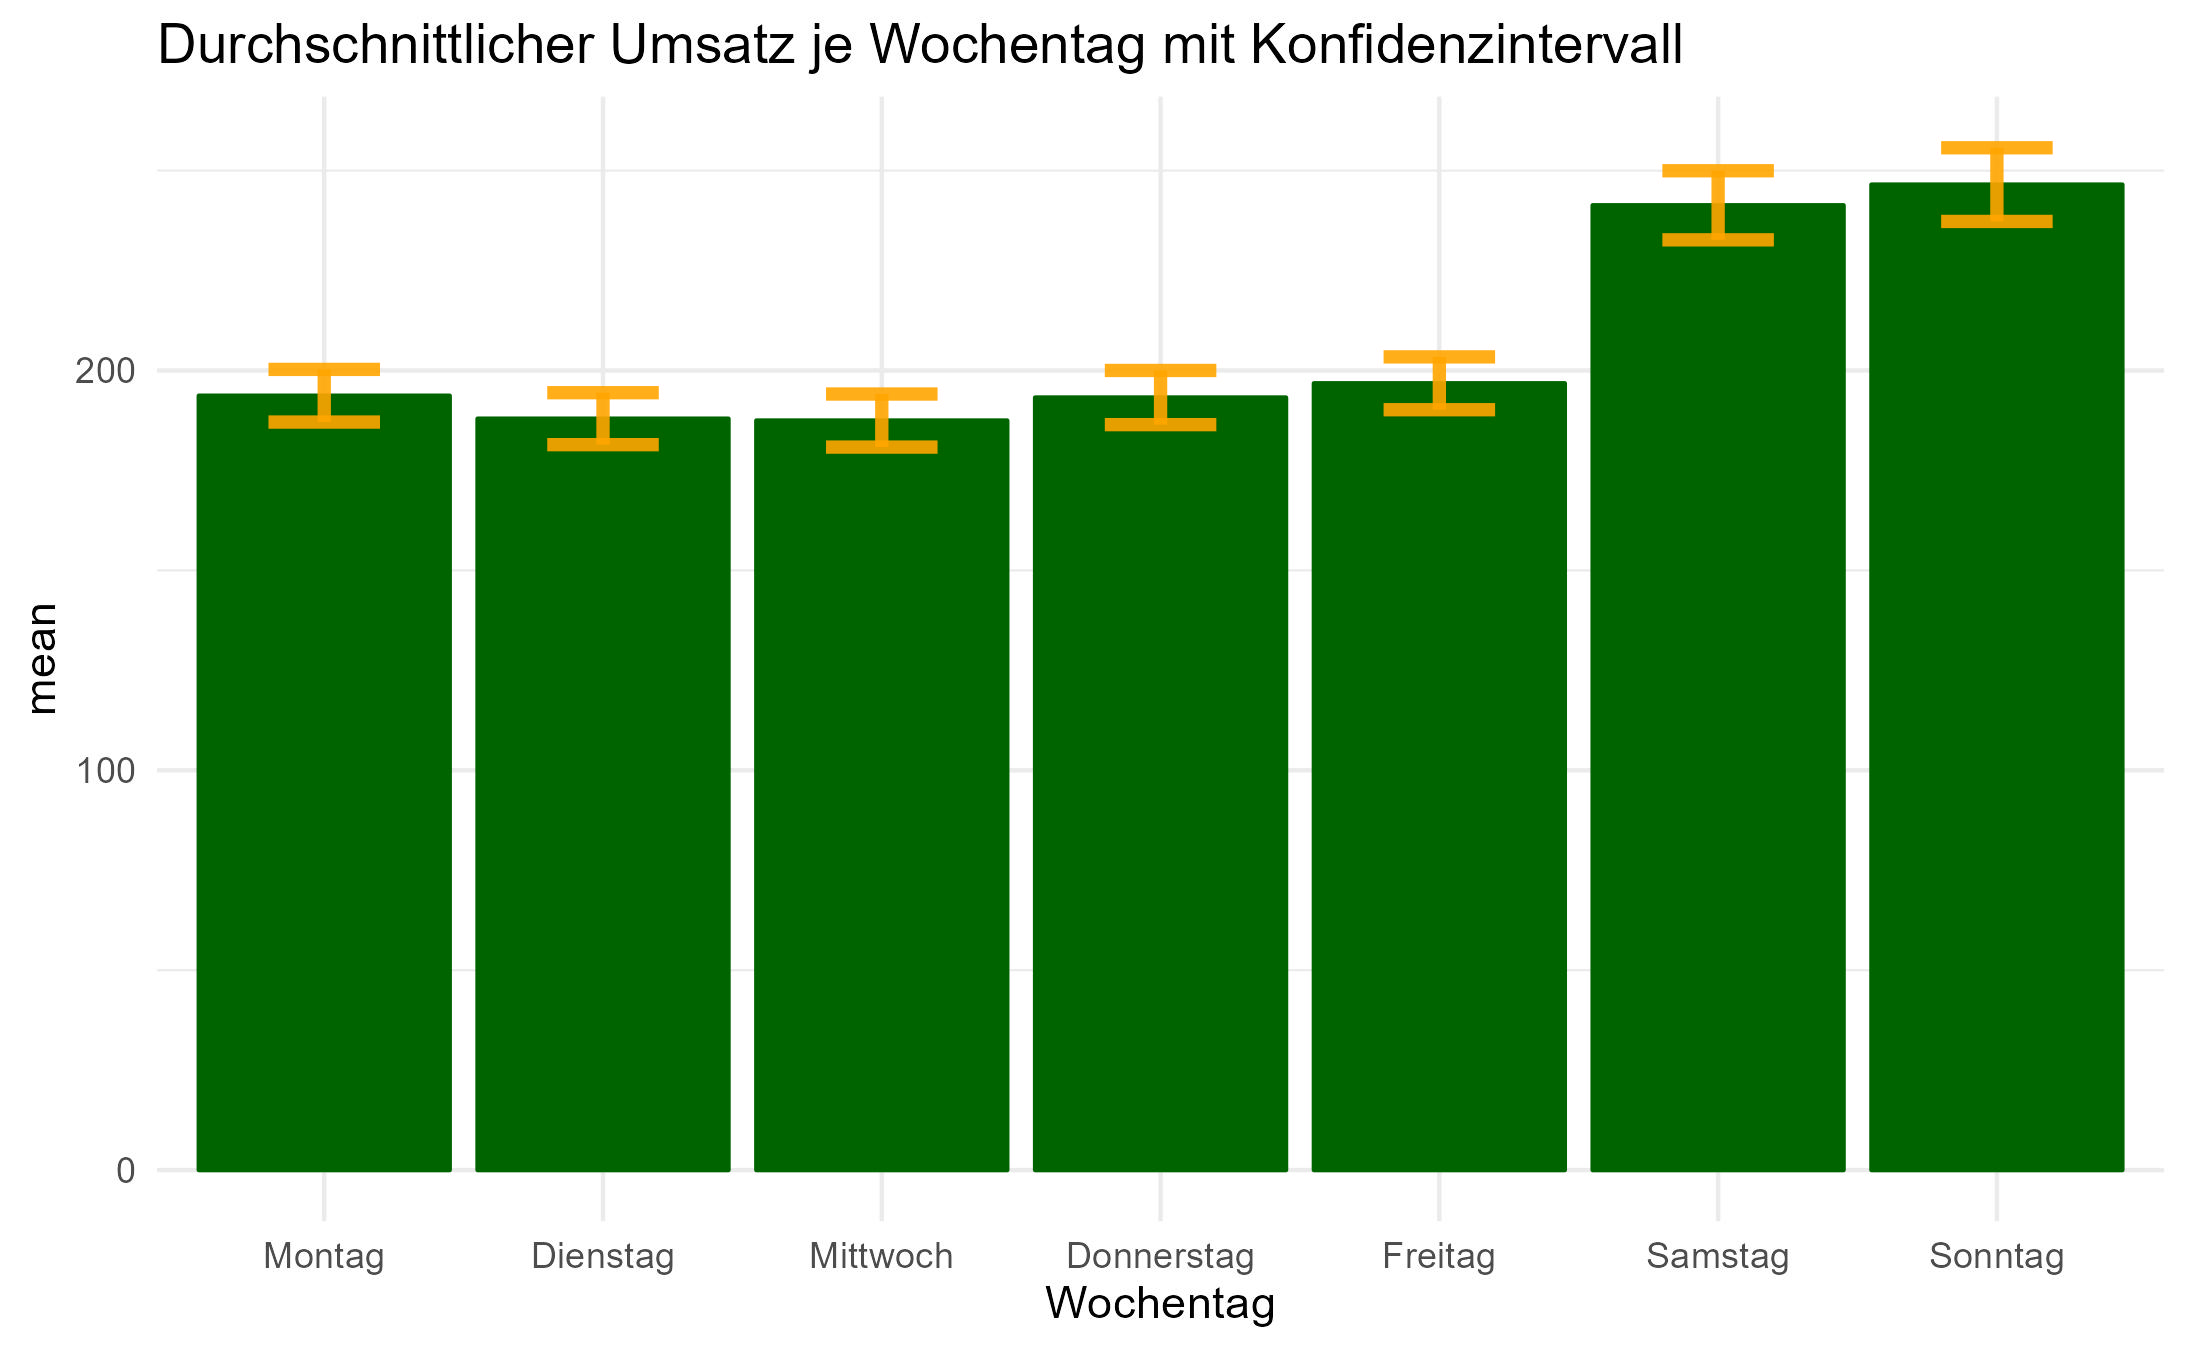 Durchschnittlicher Umsatz je Wochentag mit Konfidenzintervall
mean
200
100
0
Montag Dienstag Mittwoch Donnerstag Freitag Samstag Sonntag
Wochentag